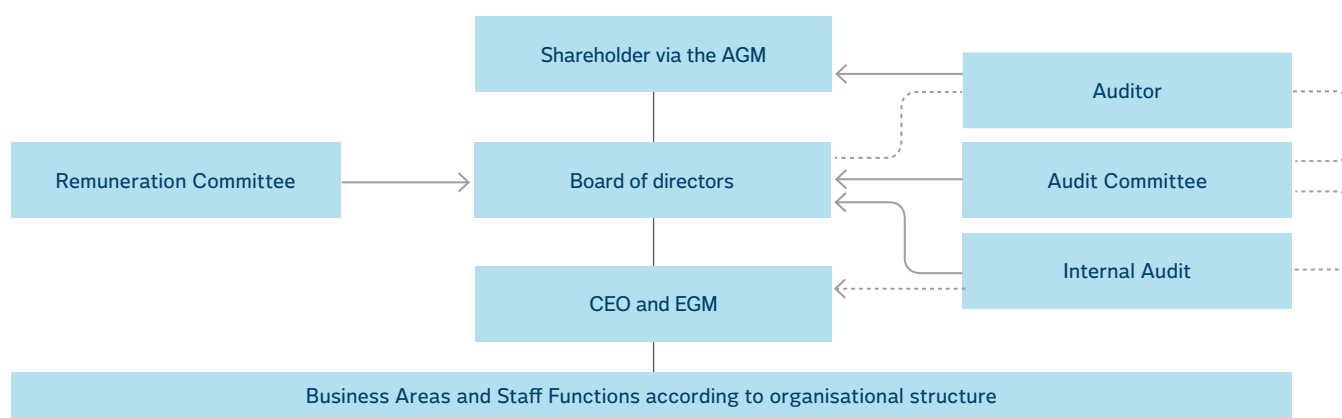 Shareholder via the AGM
Auditor
Remuneration Committee
Board of directors
Audit Committee
Internal Audit
CEO and EGM
Business Areas and Staff Functions according to organisational structure